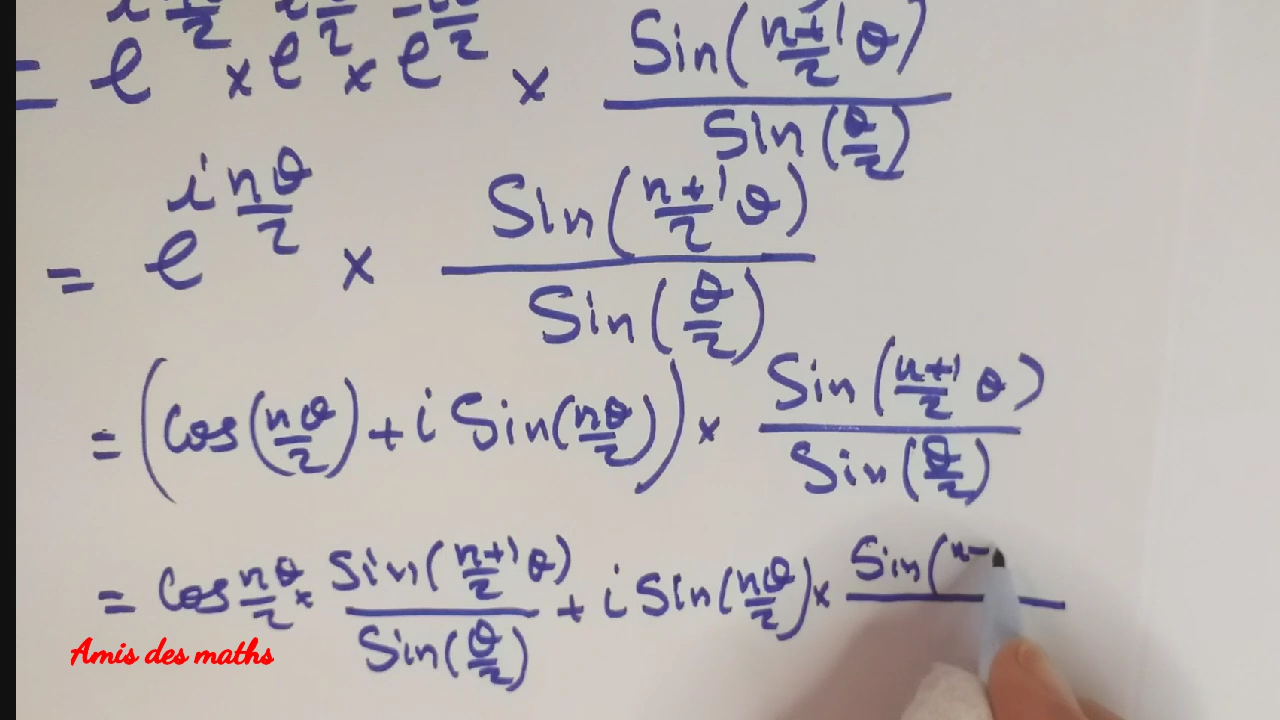 = e^{i nθ/2} × e^{iθ/2} × e^{-iθ/2} × Sin(n+1/2 θ) / Sin(θ/2)
= e^{i nθ/2} × Sin(n+1/2 θ) / Sin(θ/2)
= (Cos(nθ/2) + i Sin(nθ/2)) × Sin(n+1/2 θ) / Sin(θ/2)
= Cos nθ/2 × Sin(n+1/2 θ) / Sin(θ/2) + i Sin(nθ/2) × Sin(n-
Amis des maths